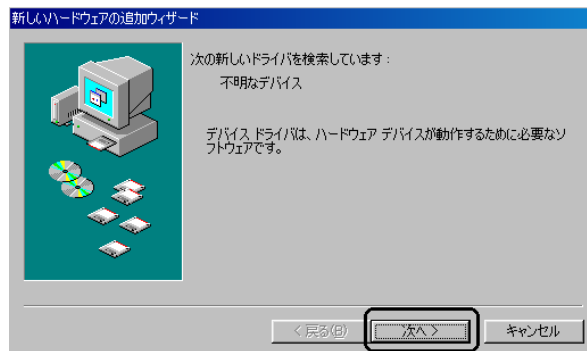 新しいハードウェアの追加ウィザード
次の新しいドライバを検索しています：
不明なデバイス
デバイス ドライバは、ハードウェア デバイスが動作するために必要なソ
フトウェアです。
< 戻る(B)
次へ >
キャンセル